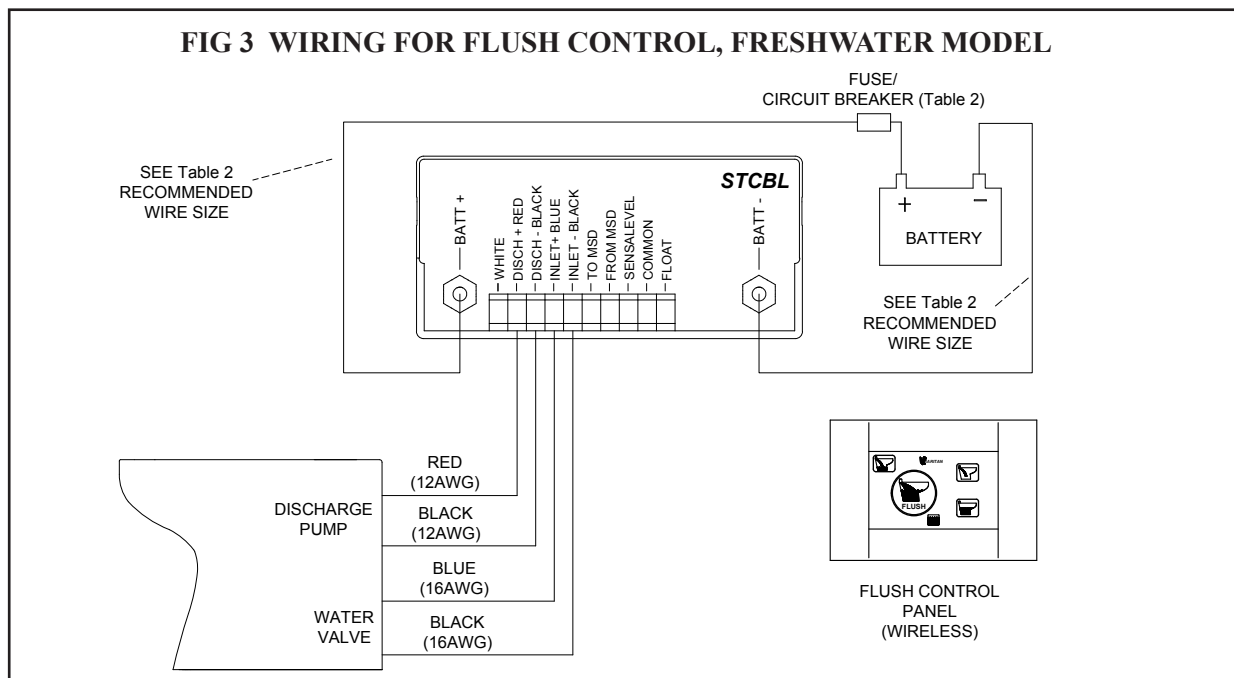 FIG 3 WIRING FOR FLUSH CONTROL, FRESHWATER MODEL
FUSE/
CIRCUIT BREAKER (Table 2)
SEE Table 2
RECOMMENDED
WIRE SIZE
STCBL
BATT +
WHITE
DISCH + RED
DISCH - BLACK
INLET+ BLUE
INLET - BLACK
TO MSD
FROM MSD
SENSALEVEL
COMMON
FLOAT
BATT -
+ −
BATTERY
SEE Table 2
RECOMMENDED
WIRE SIZE
RED
(12AWG)
DISCHARGE
PUMP
BLACK
(12AWG)
BLUE
(16AWG)
WATER
VALVE
BLACK
(16AWG)
FLUSH
FLUSH CONTROL
PANEL
(WIRELESS)